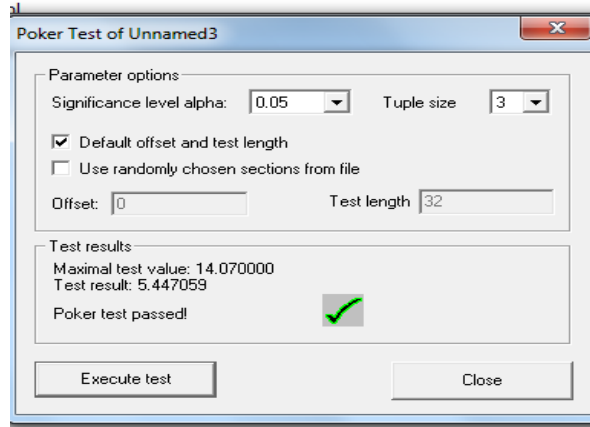 Poker Test of Unnamed3
Parameter options
Significance level alpha: 0.05 Tuple size 3
Default offset and test length
Use randomly chosen sections from file
Offset: 0 Test length 32
Test results
Maximal test value: 14.070000
Test result: 5.447059
Poker test passed!
Execute test Close